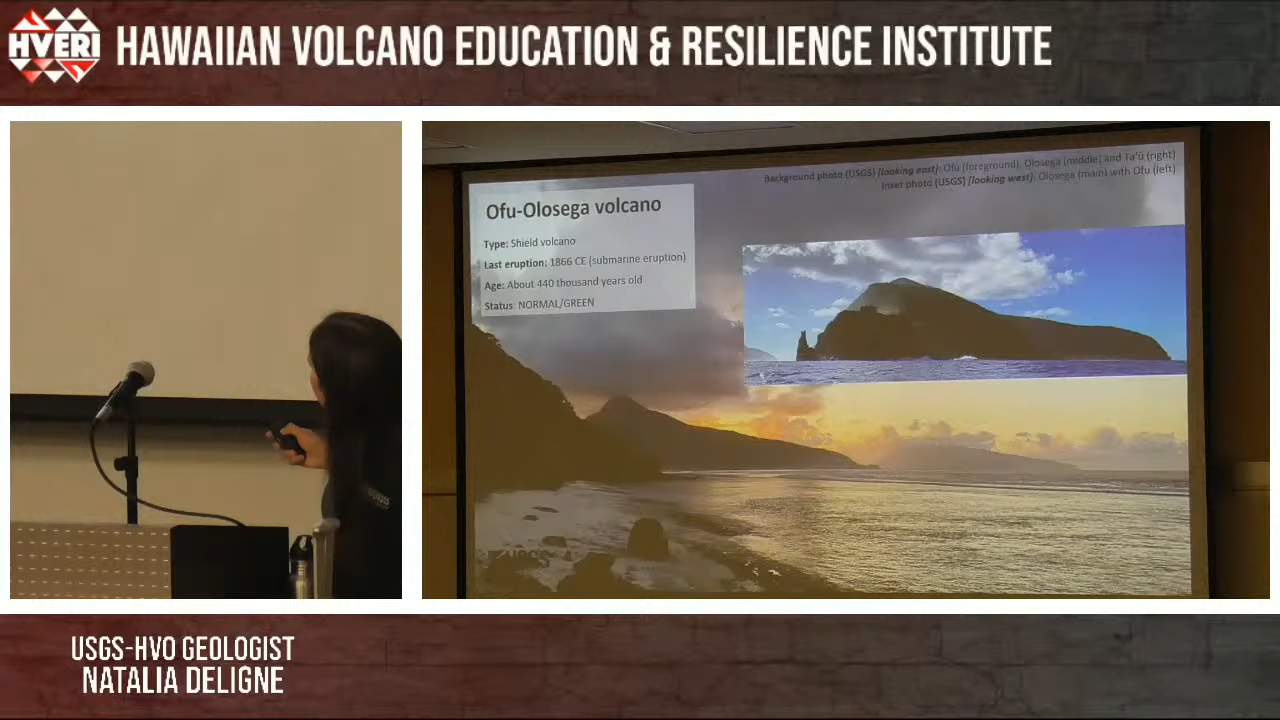 HVERI
HAWAIIAN VOLCANO EDUCATION & RESILIENCE INSTITUTE
Background photo (USGS) [looking east]: Ofu (foreground), Olosega (middle) and Taʻū (right)
Inset photo (USGS) [looking west]: Olosega (main) with Ofu (left)
Ofu-Olosega volcano
Type: Shield volcano
Last eruption: 1866 CE (submarine eruption)
Age: About 440 thousand years old
Status: NORMAL/GREEN
USGS-HVO GEOLOGIST
NATALIA DELIGNE